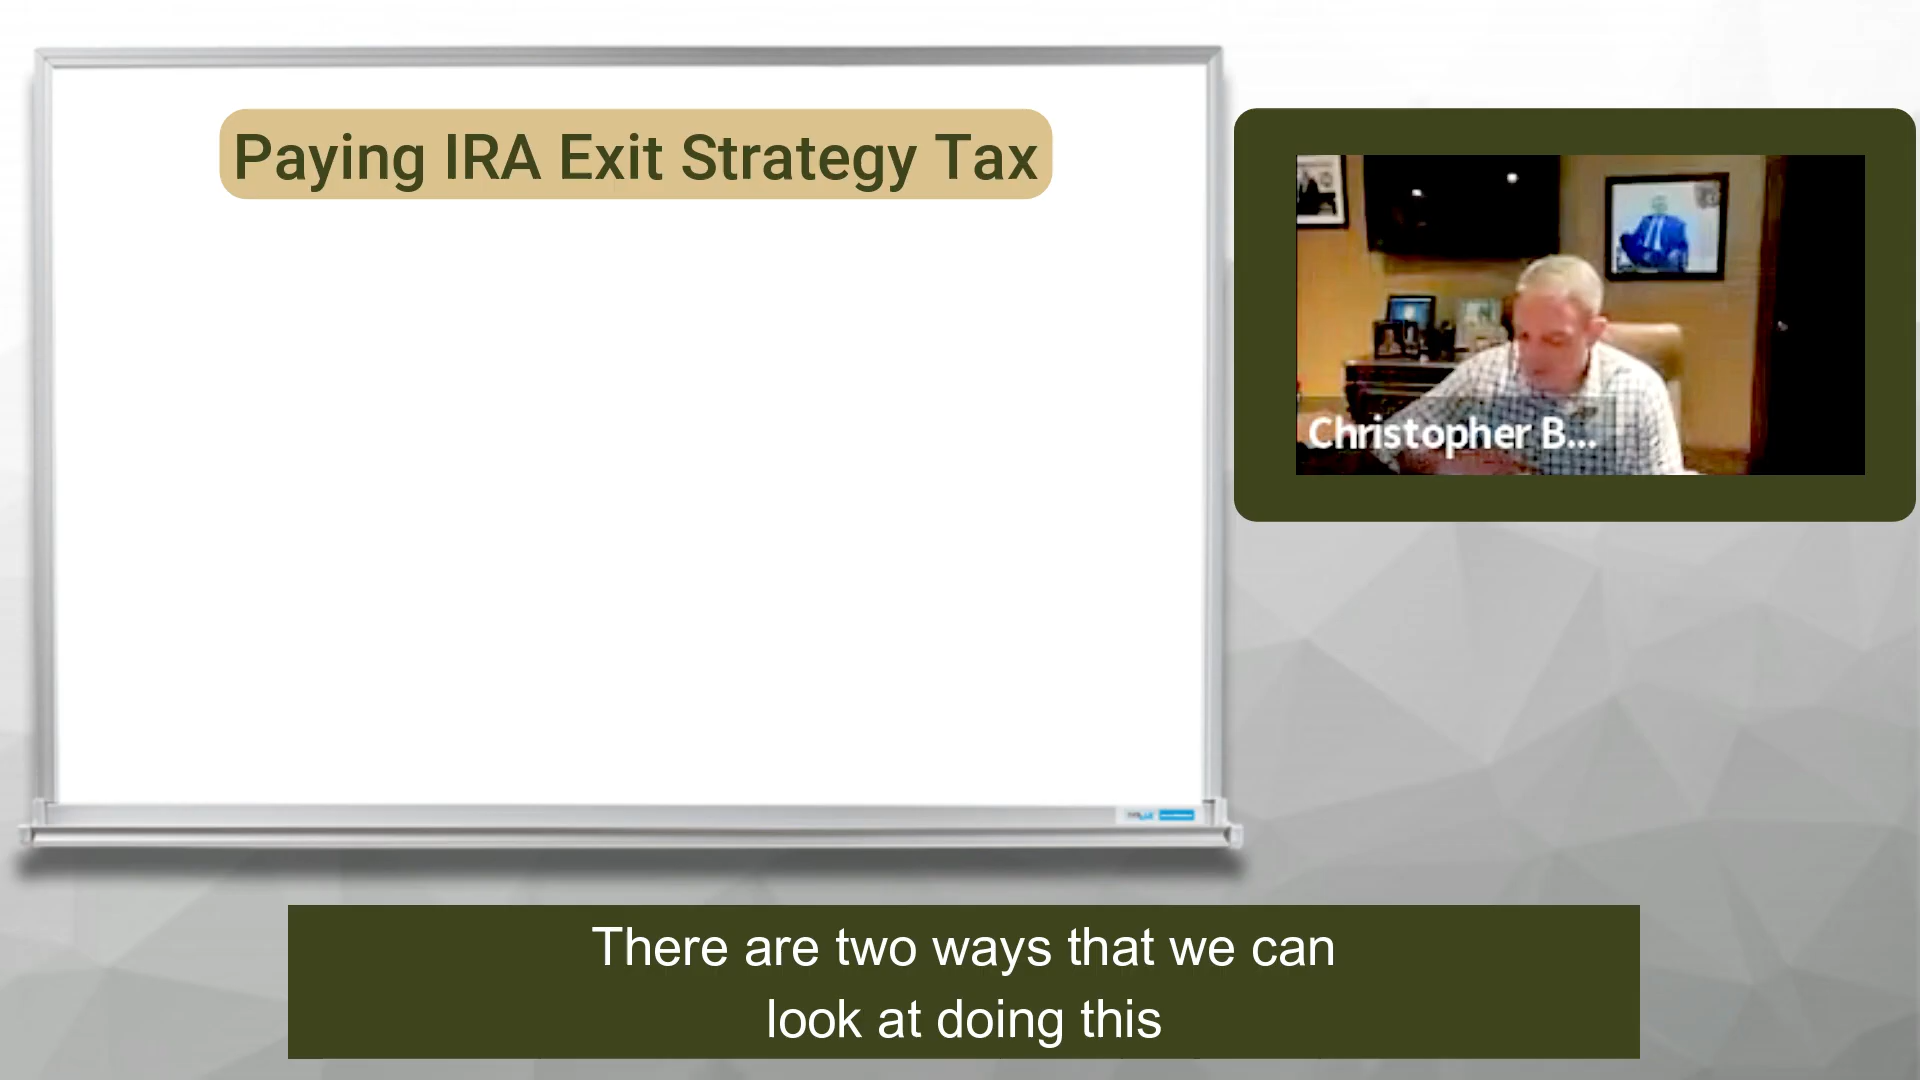 Paying IRA Exit Strategy Tax
Christopher B...
There are two ways that we can
look at doing this